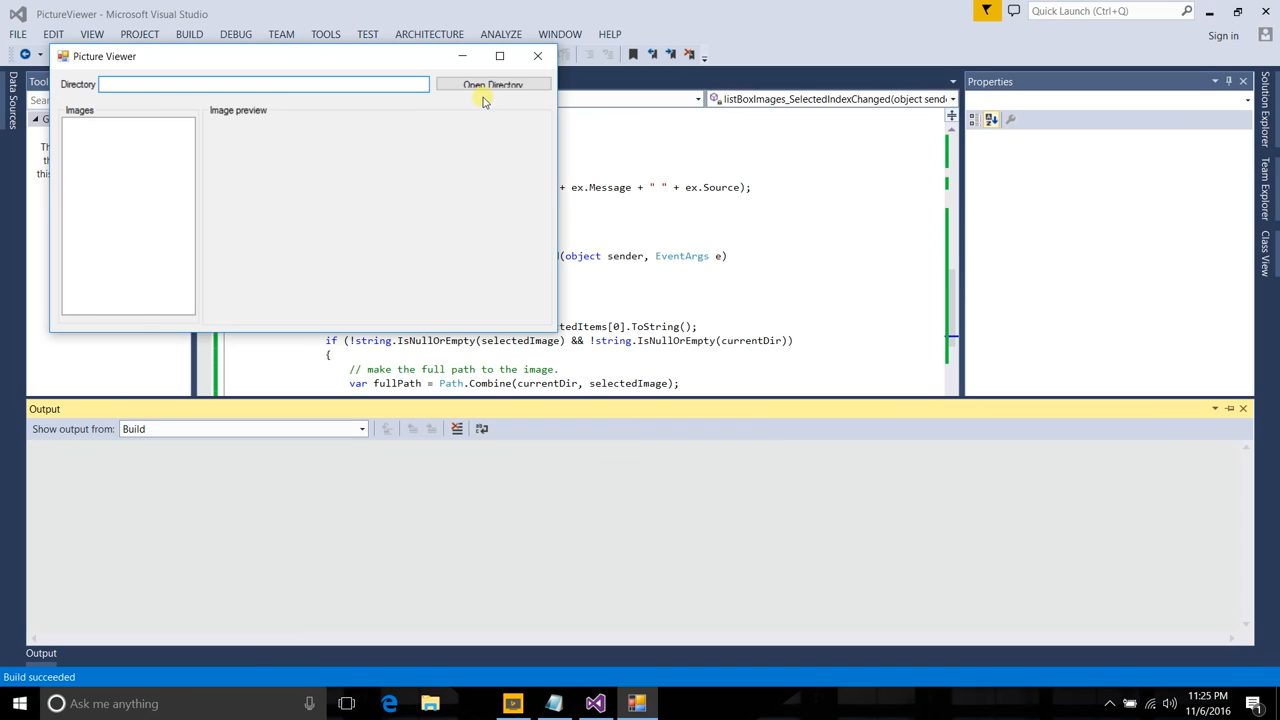 PictureViewer - Microsoft Visual Studio
Quick Launch (Ctrl+Q)
FILE EDIT VIEW PROJECT BUILD DEBUG TEAM TOOLS TEST FORMAT ARCHITECTURE ANALYZE WINDOW HELP
Sign in
Picture Viewer
Directory
Open Directory
Images
Image preview
Data Sources
listBoxImages_SelectedIndexChanged(object sende
Properties
Solution Explorer
Team Explorer
Class View
+ ex.Message + " " + ex.Source);
(object sender, EventArgs e)
tedItems[0].ToString();
if (!string.IsNullOrEmpty(selectedImage) && !string.IsNullOrEmpty(currentDir))
{
// make the full path to the image.
var fullPath = Path.Combine(currentDir, selectedImage);
Output
Show output from: Build
Output
Build succeeded
Ask me anything
11:25 PM
11/6/2016